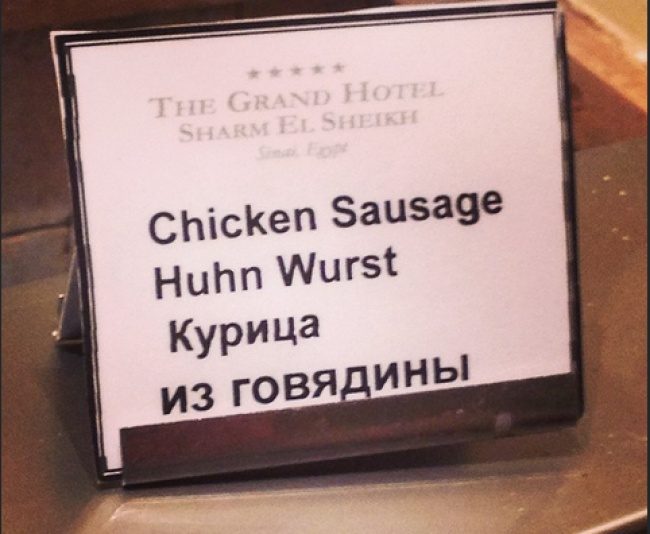 ★★★★★
THE GRAND HOTEL
SHARM EL SHEIKH
Sinai, Egypt
Chicken Sausage
Huhn Wurst
Курица
из говядины